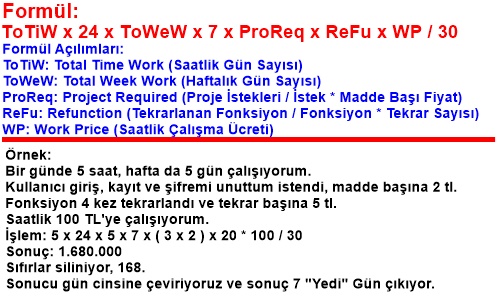 Formül:
ToTiW x 24 x ToWeW x 7 x ProReq x ReFu x WP / 30
Formül Açılımları:
ToTiW: Total Time Work (Saatlik Gün Sayısı)
ToWeW: Total Week Work (Haftalık Gün Sayısı)
ProReq: Project Required (Proje İstekleri / İstek * Madde Başı Fiyat)
ReFu: Refunction (Tekrarlanan Fonksiyon / Fonksiyon * Tekrar Sayısı)
WP: Work Price (Saatlik Çalışma Ücreti)
Örnek:
Bir günde 5 saat, hafta da 5 gün çalışıyorum.
Kullanıcı giriş, kayıt ve şifremi unuttum istendi, madde başına 2 tl.
Fonksiyon 4 kez tekrarlandı ve tekrar başına 5 tl.
Saatlik 100 TL'ye çalışıyorum.
İşlem: 5 x 24 x 5 x 7 x ( 3 x 2 ) x 20 * 100 / 30
Sonuç: 1.680.000
Sıfırlar siliniyor, 168.
Sonucu gün cinsine çeviriyoruz ve sonuç 7 "Yedi" Gün çıkıyor.